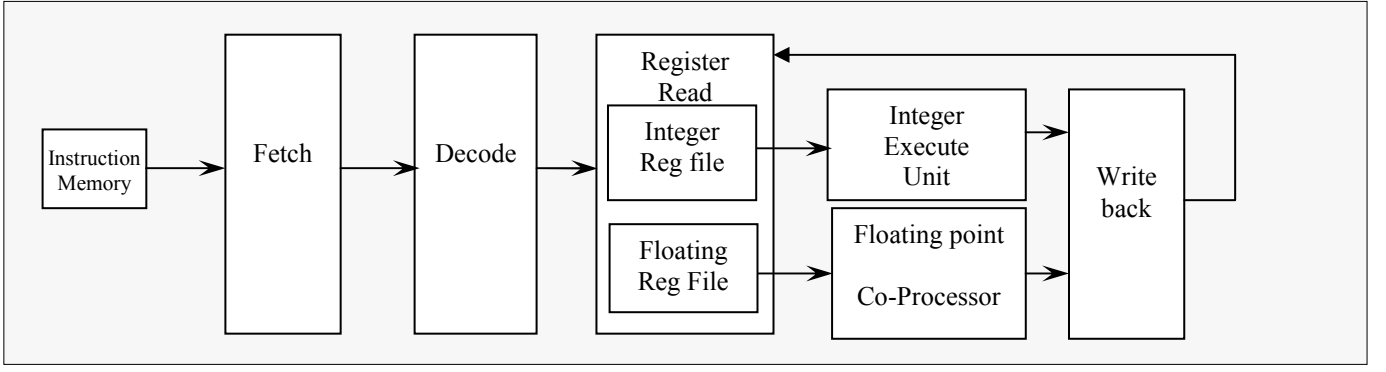 Instruction
Memory
Fetch
Decode
Register
Read
Integer
Reg file
Floating
Reg File
Integer
Execute
Unit
Floating point
Co-Processor
Write
back